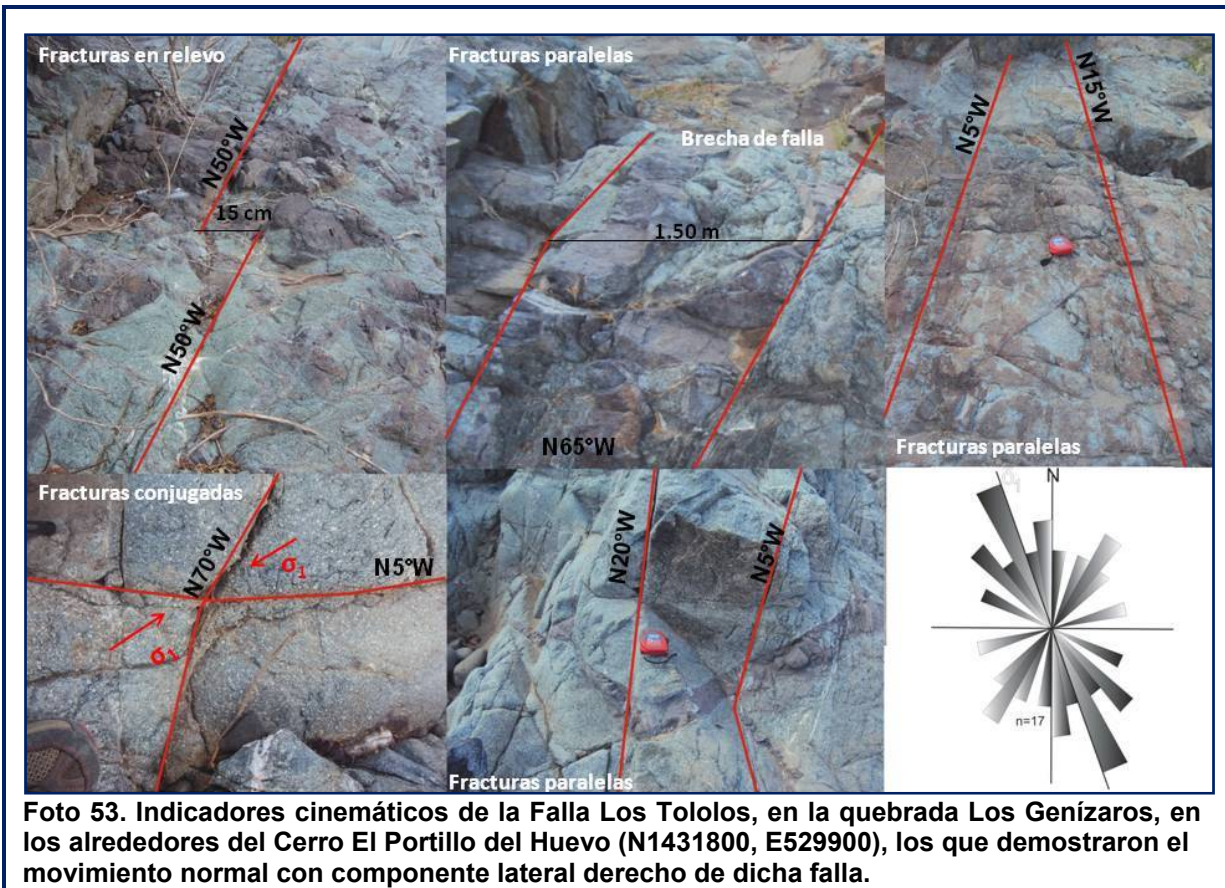 Fracturas en relevo
N50°W
15 cm
N50°W
Fracturas paralelas
Brecha de falla
1.50 m
N65°W
N5°W
N15°W
Fracturas paralelas
Fracturas conjugadas
N70°W
σ1
N5°W
σ1
N20°W
N5°W
Fracturas paralelas
N
n=17
Foto 53. Indicadores cinemáticos de la Falla Los Tololos, en la quebrada Los Genízaros, en
los alrededores del Cerro El Portillo del Huevo (N1431800, E529900), los que demostraron el
movimiento normal con componente lateral derecho de dicha falla.